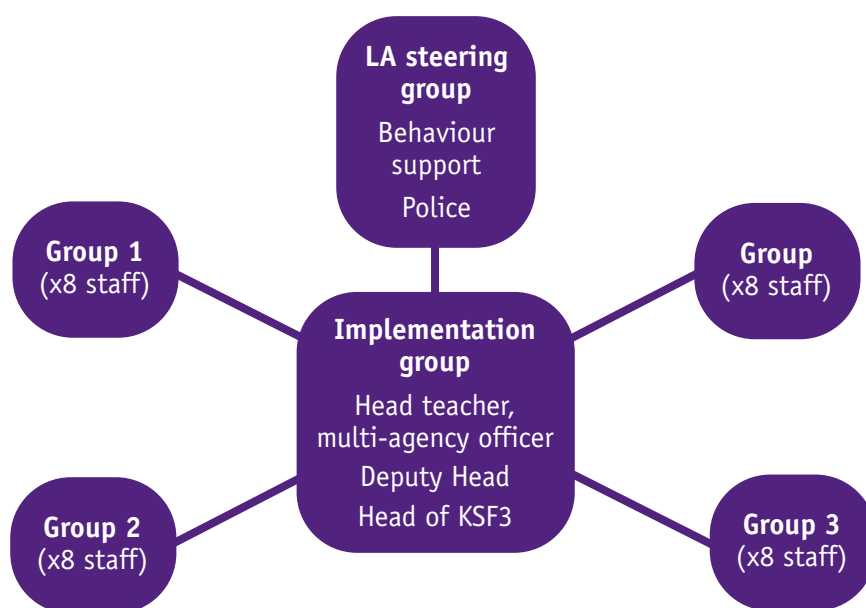 LA steering
group
Behaviour
support
Police
Group 1
(x8 staff)
Group
(x8 staff)
Implementation
group
Head teacher,
multi-agency officer
Deputy Head
Head of KSF3
Group 2
(x8 staff)
Group 3
(x8 staff)